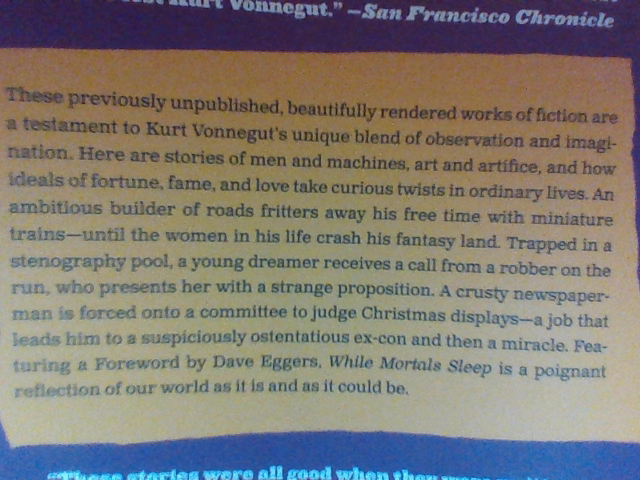 Kurt Vonnegut." —San Francisco Chronicle
These previously unpublished, beautifully rendered works of fiction are
a testament to Kurt Vonnegut's unique blend of observation and imagi-
nation. Here are stories of men and machines, art and artifice, and how
ideals of fortune, fame, and love take curious twists in ordinary lives. An
ambitious builder of roads fritters away his free time with miniature
trains—until the women in his life crash his fantasy land. Trapped in a
stenography pool, a young dreamer receives a call from a robber on the
run, who presents her with a strange proposition. A crusty newspaper-
man is forced onto a committee to judge Christmas displays—a job that
leads him to a suspiciously ostentatious ex-con and then a miracle. Fea-
turing a Foreword by Dave Eggers, While Mortals Sleep is a poignant
reflection of our world as it is and as it could be.
"These stories were all good when they